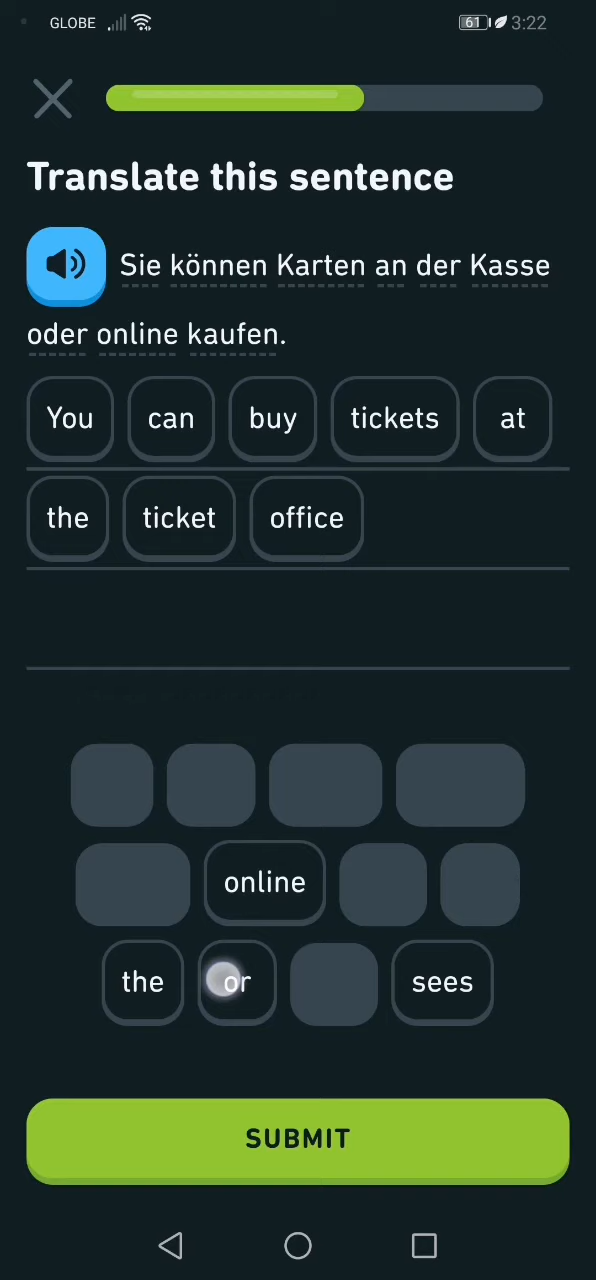 GLOBE 61 3:22
Translate this sentence
Sie können Karten an der Kasse
oder online kaufen.
You can buy tickets at
the ticket office
online
the or sees
SUBMIT